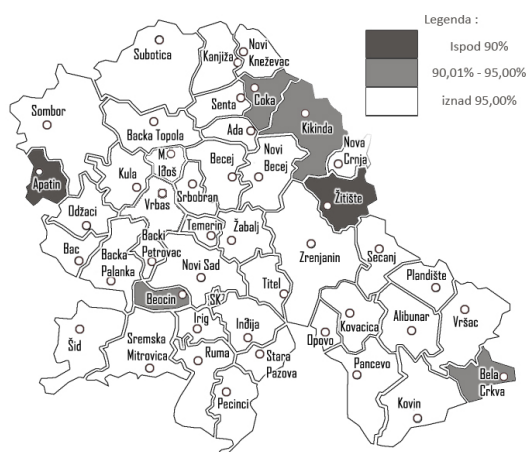 Legenda :
Ispod 90%
90,01% - 95,00%
iznad 95,00%
Subotica
Kanjiža
Novi
Kneževac
Sombor
Senta
Čoka
Kikinda
Backa Topola
Ada
Nova
Crnja
Apatin
Kula
M.
Iđoš
Becej
Novi
Becej
Vrbas
Srbobran
Žitište
Odžaci
Temerin
Žabalj
Bac
Backa
Palanka
Backi
Petrovac
Novi Sad
Zrenjanin
Secanj
Titel
Plandište
Beocin
SK
Irig
Inđija
Opovo
Kovacica
Alibunar
Vršac
Šid
Sremska
Mitrovica
Ruma
Stara
Pazova
Pancevo
Bela
Crkva
Pecinci
Kovin